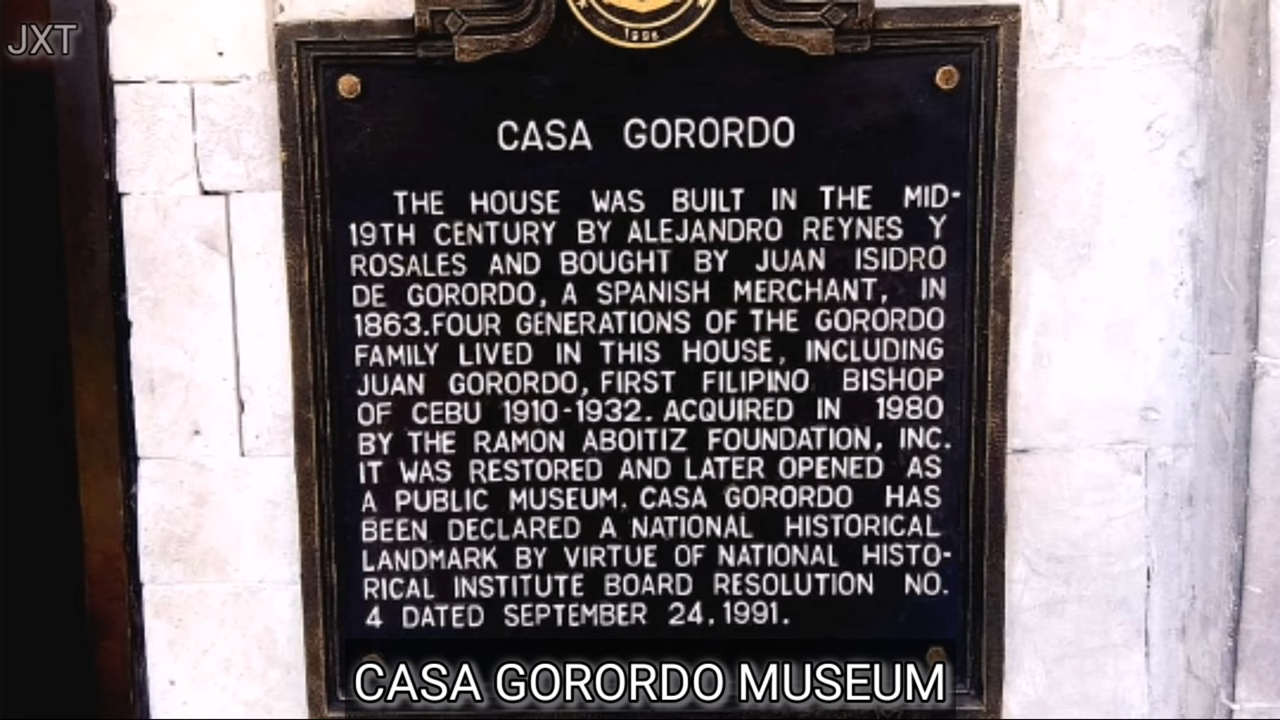 JXT
1996
CASA GORORDO
THE HOUSE WAS BUILT IN THE MID-
19TH CENTURY BY ALEJANDRO REYNES Y
ROSALES AND BOUGHT BY JUAN ISIDRO
DE GORORDO, A SPANISH MERCHANT, IN
1863.FOUR GENERATIONS OF THE GORORDO
FAMILY LIVED IN THIS HOUSE, INCLUDING
JUAN GORORDO, FIRST FILIPINO BISHOP
OF CEBU 1910-1932. ACQUIRED IN 1980
BY THE RAMON ABOITIZ FOUNDATION, INC.
IT WAS RESTORED AND LATER OPENED AS
A PUBLIC MUSEUM. CASA GORORDO HAS
BEEN DECLARED A NATIONAL HISTORICAL
LANDMARK BY VIRTUE OF NATIONAL HISTO-
RICAL INSTITUTE BOARD RESOLUTION NO.
4 DATED SEPTEMBER 24.1991.
CASA GORORDO MUSEUM